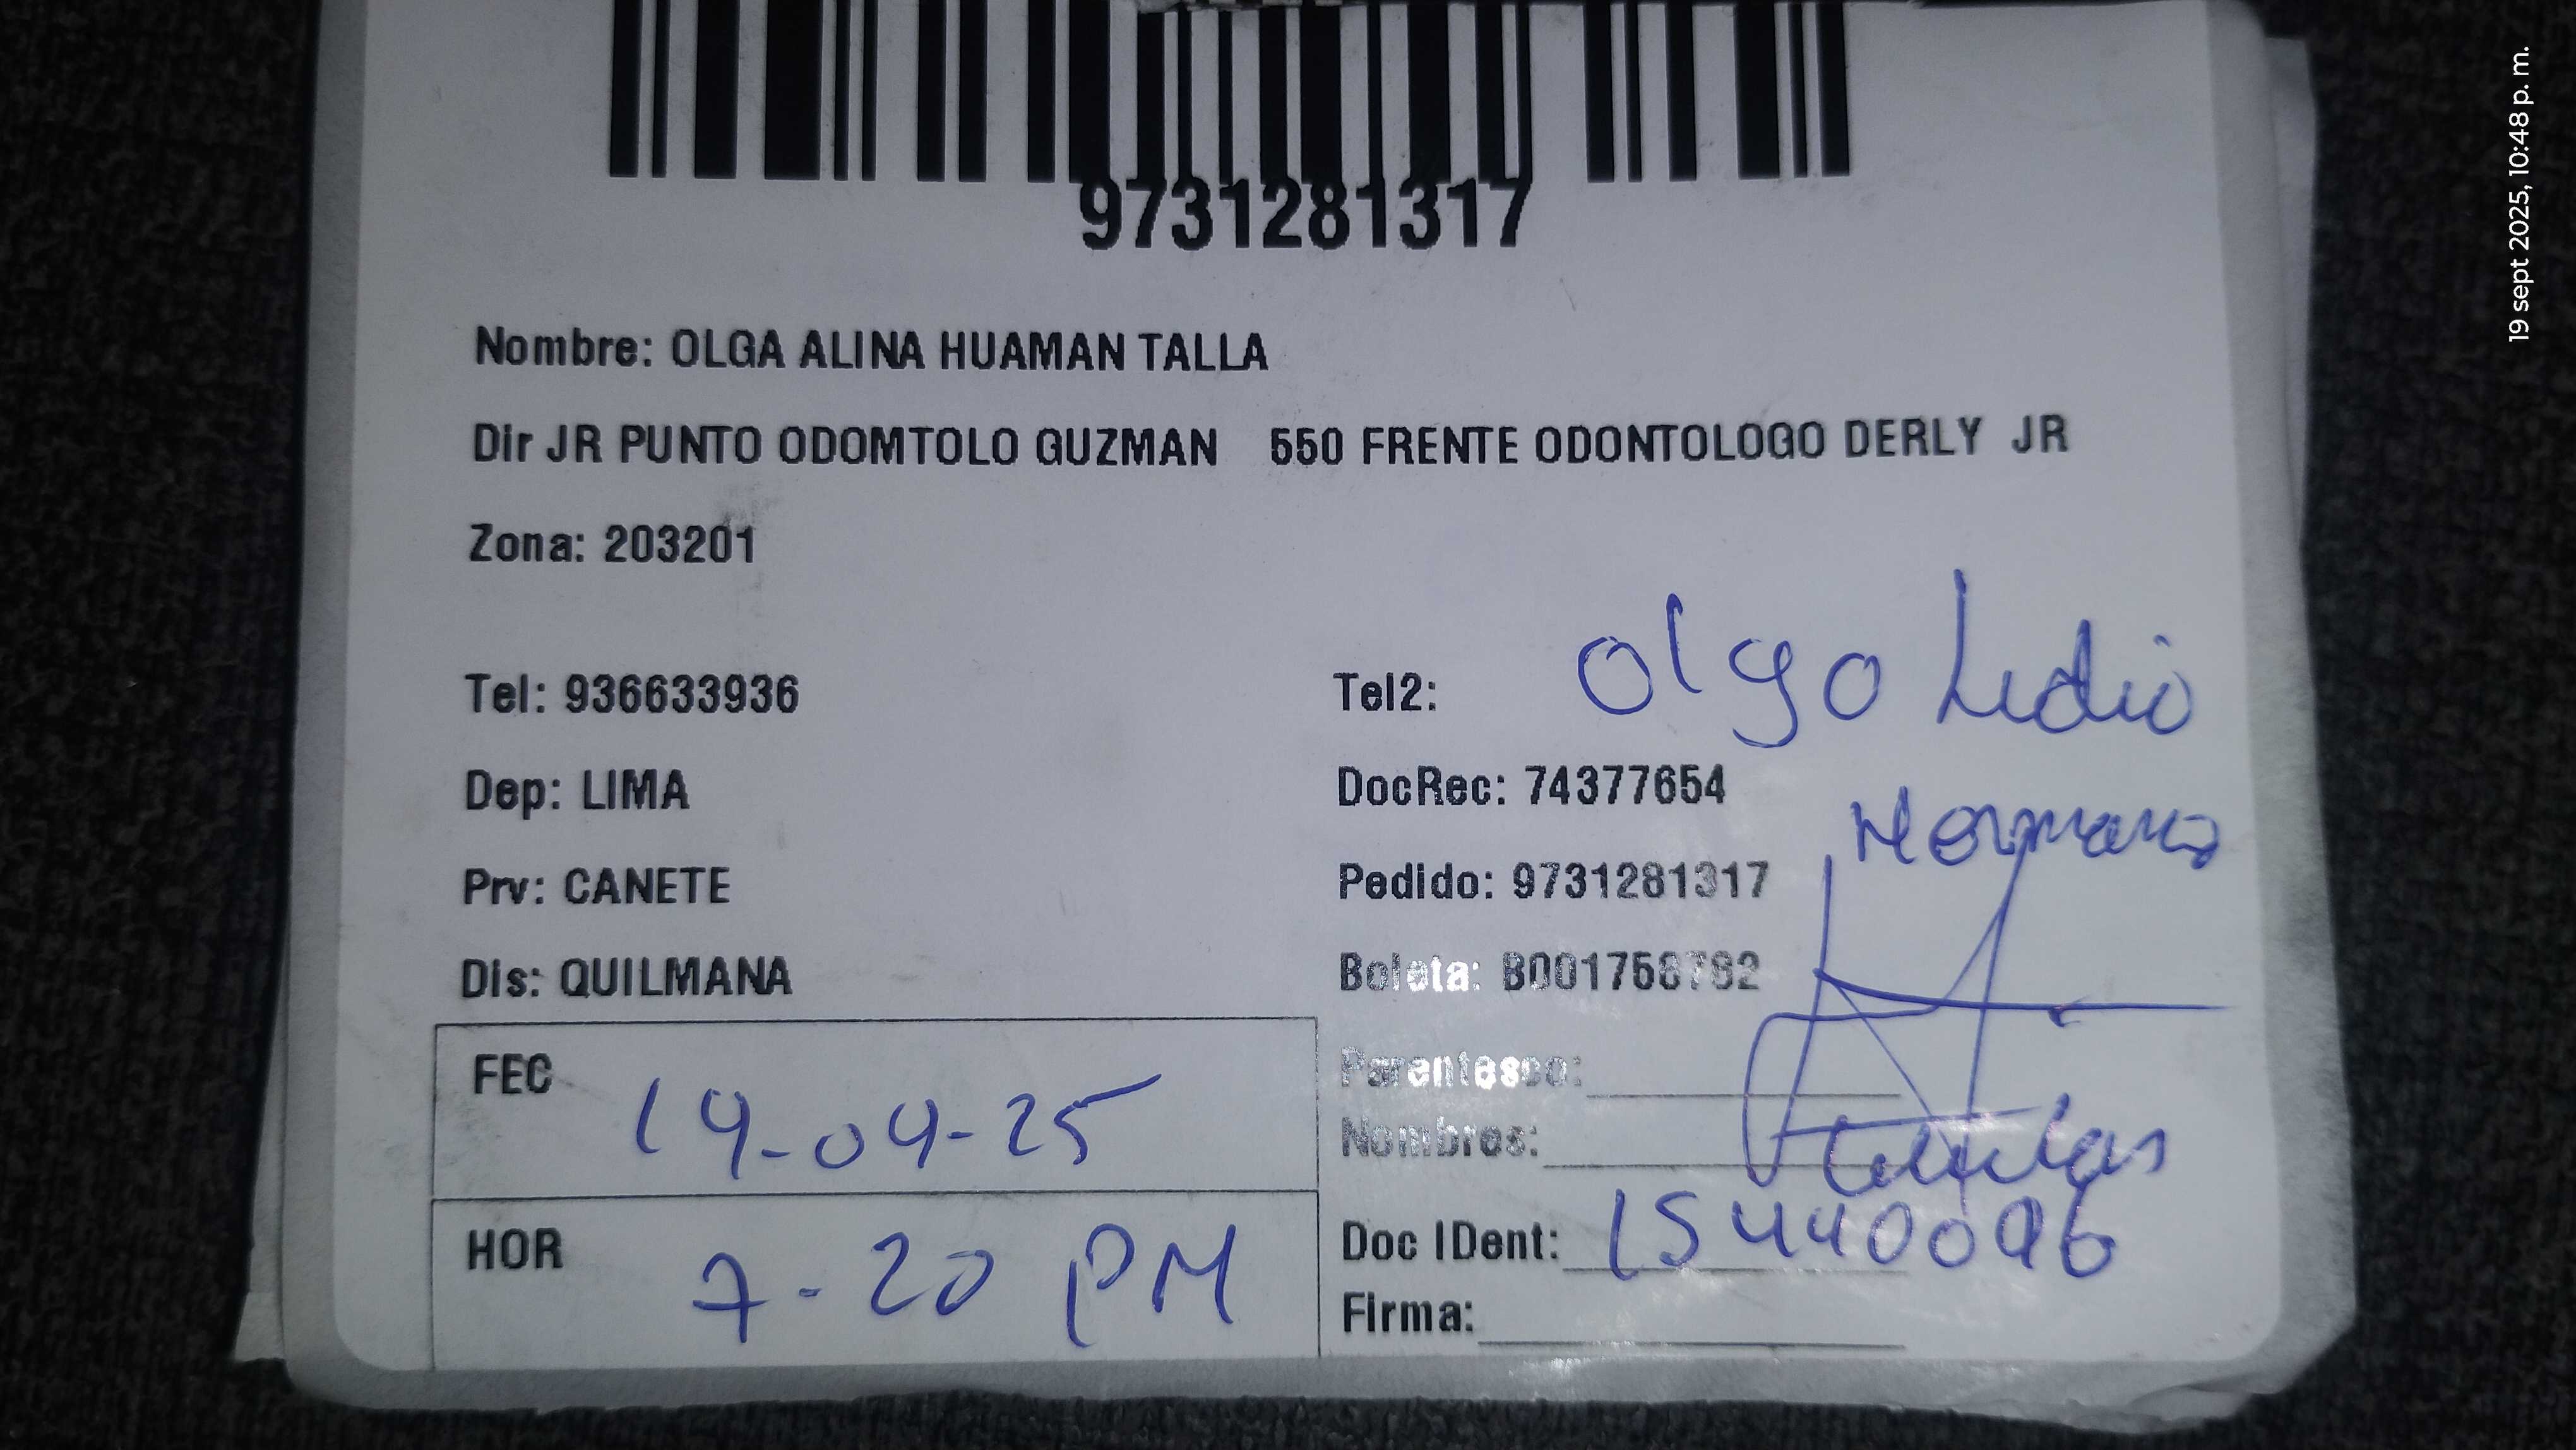 9731281317
Nombre: OLGA ALINA HUAMAN TALLA
Dir JR PUNTO ODOMTOLO GUZMAN 550 FRENTE ODONTOLOGO DERLY JR
Zona: 203201
Tel: 936633936
Tel2:
Olga Lidia
Dep: LIMA
DocRec: 74377654
Hermana
Prv: CANETE
Pedido: 9731281317
Dis: QUILMANA
Boleta: B001758782
FEC 14-04-25
Parentesco:
Nombres:
HOR 7-20 PM
Doc IDent: 15440096
Firma:
19 sept 2025, 10:48 p. m.